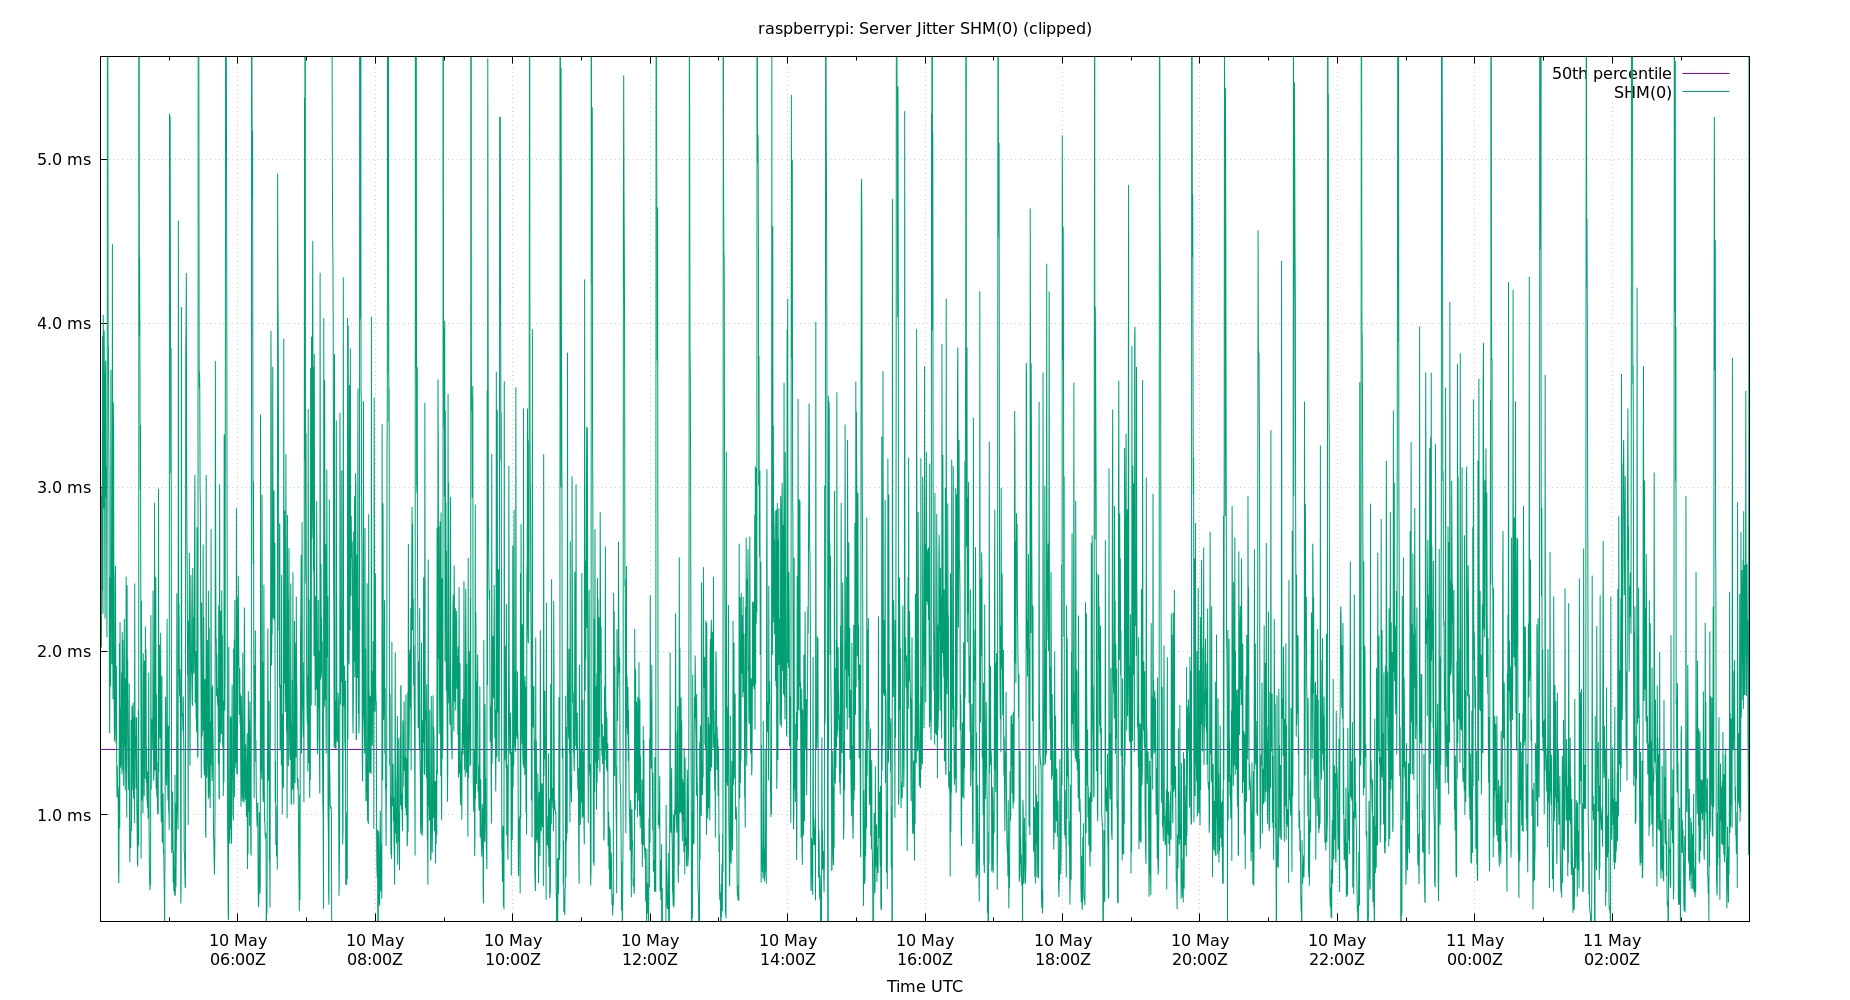 raspberrypi: Server Jitter SHM(0) (clipped)
50th percentile
SHM(0)
5.0 ms
4.0 ms
3.0 ms
2.0 ms
1.0 ms
10 May 10 May 10 May 10 May 10 May 10 May 10 May 10 May 10 May 11 May 11 May
06:00Z 08:00Z 10:00Z 12:00Z 14:00Z 16:00Z 18:00Z 20:00Z 22:00Z 00:00Z 02:00Z
Time UTC